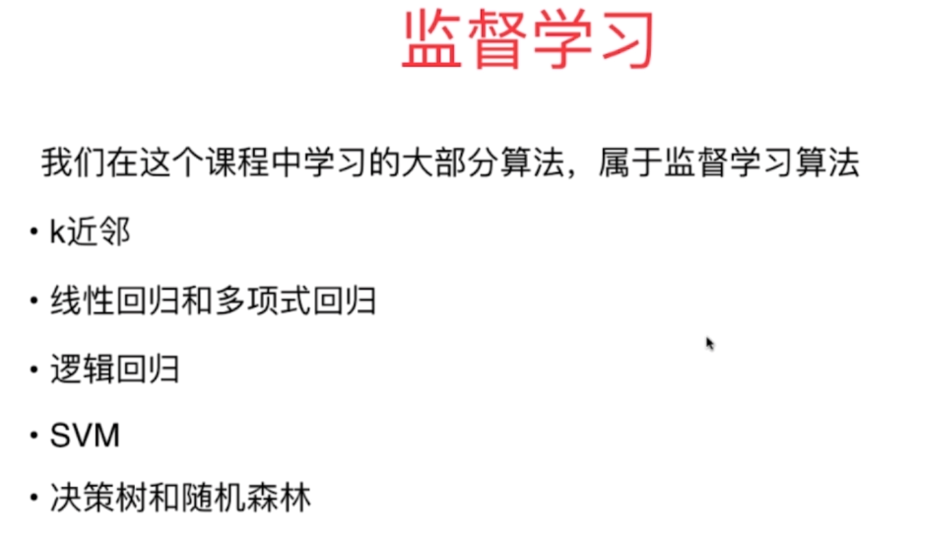 监督学习
我们在这个课程中学习的大部分算法，属于监督学习算法
• k近邻
• 线性回归和多项式回归
• 逻辑回归
• SVM
• 决策树和随机森林